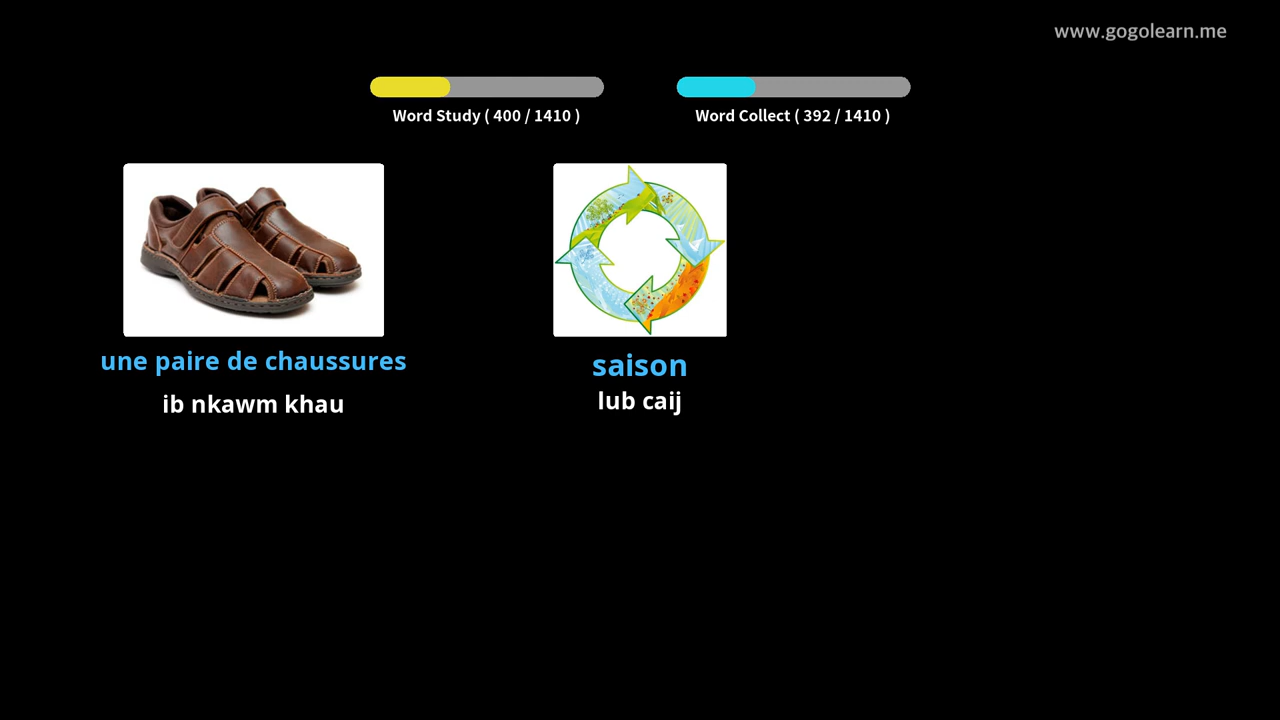 www.gogolearn.me
Word Study ( 400 / 1410 )
Word Collect ( 392 / 1410 )
une paire de chaussures
ib nkawm khau
saison
lub caij